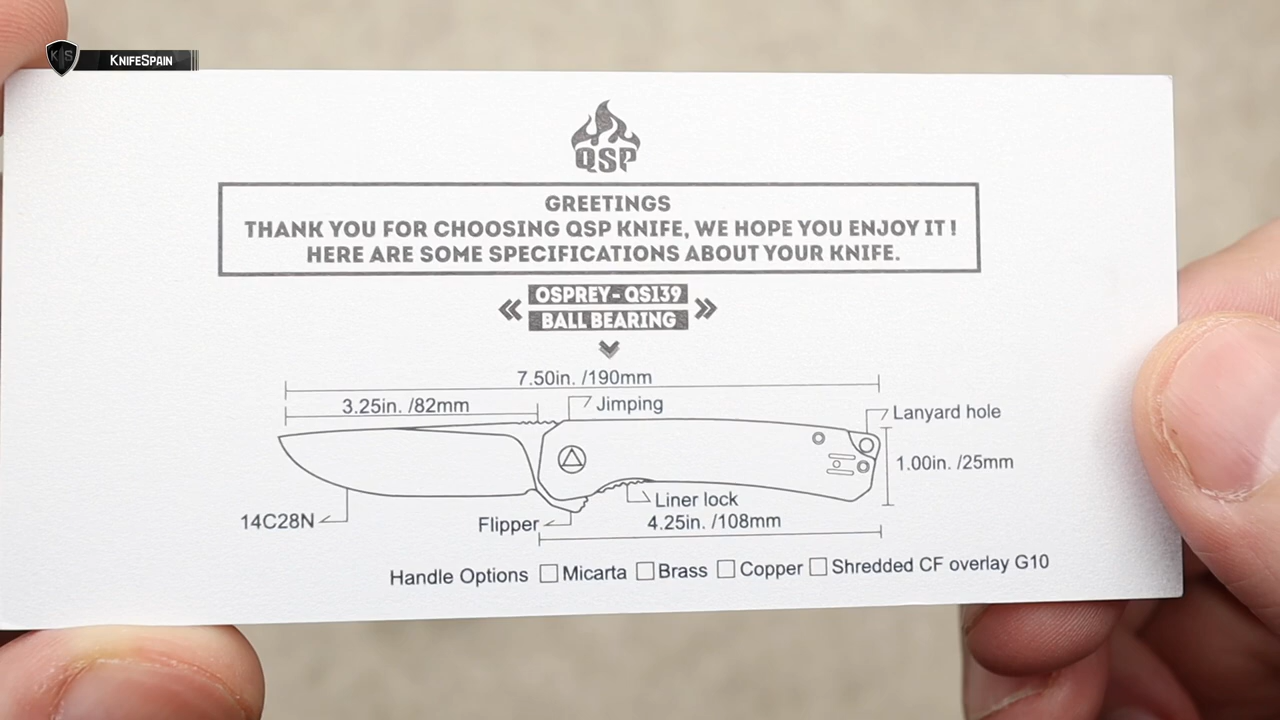 KS KNIFESPAIN
QSP
GREETINGS
THANK YOU FOR CHOOSING QSP KNIFE, WE HOPE YOU ENJOY IT !
HERE ARE SOME SPECIFICATIONS ABOUT YOUR KNIFE.
OSPREY- QS139
BALL BEARING
7.50in. /190mm
3.25in. /82mm
Jimping
Lanyard hole
1.00in. /25mm
Liner lock
14C28N
Flipper
4.25in. /108mm
Handle Options □ Micarta □ Brass □ Copper □ Shredded CF overlay G10